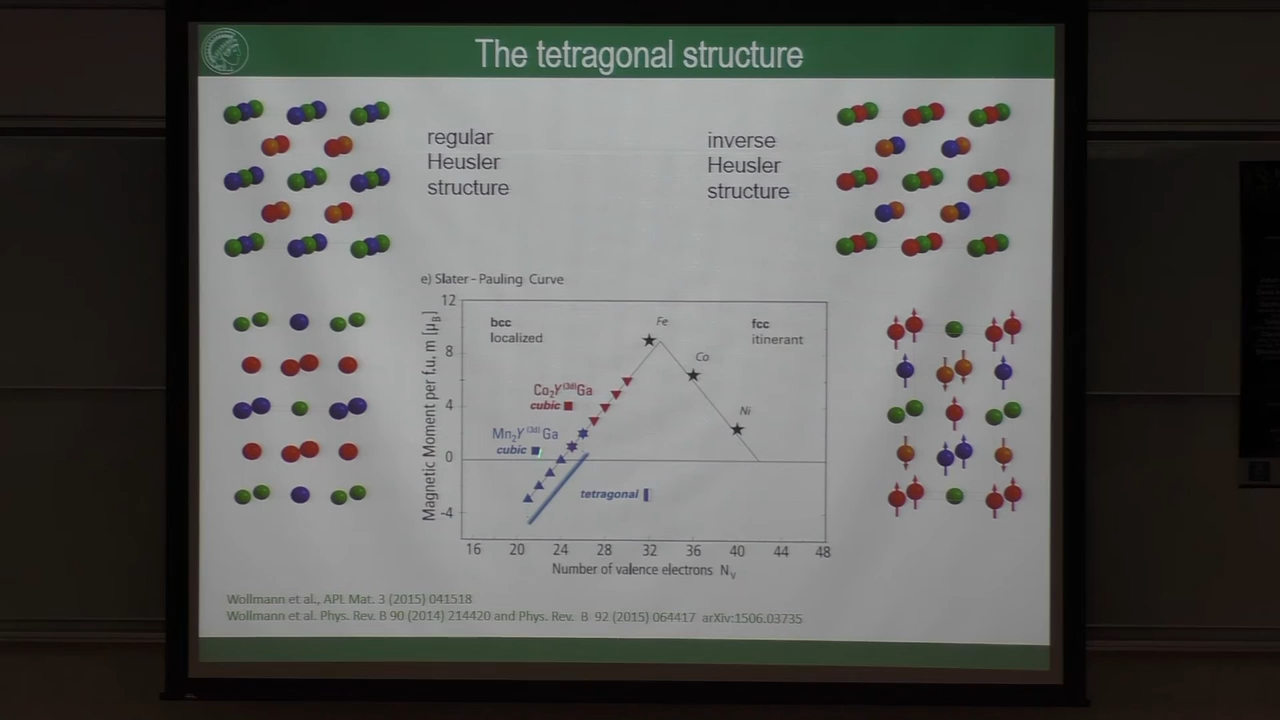 The tetragonal structure
regular
Heusler
structure
inverse
Heusler
structure
e) Slater - Pauling Curve
Magnetic Moment per f.u. m [μB]
12
8
4
0
-4
bcc
localized
fcc
itinerant
Fe
Co
Ni
Co2Y(3d)Ga
cubic
Mn2Y(3d)Ga
cubic
tetragonal
16 20 24 28 32 36 40 44 48
Number of valence electrons NV
Wollmann et al., APL Mat. 3 (2015) 041518
Wollmann et al. Phys. Rev. B 90 (2014) 214420 and Phys. Rev. B 92 (2015) 064417 arXiv:1506.03735